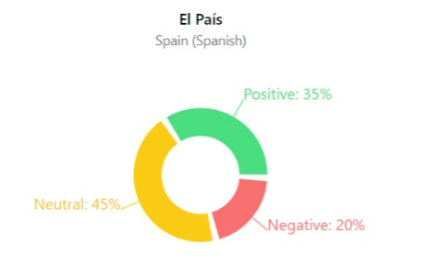 El País
Spain (Spanish)
Positive: 35%
Neutral: 45%
Negative: 20%